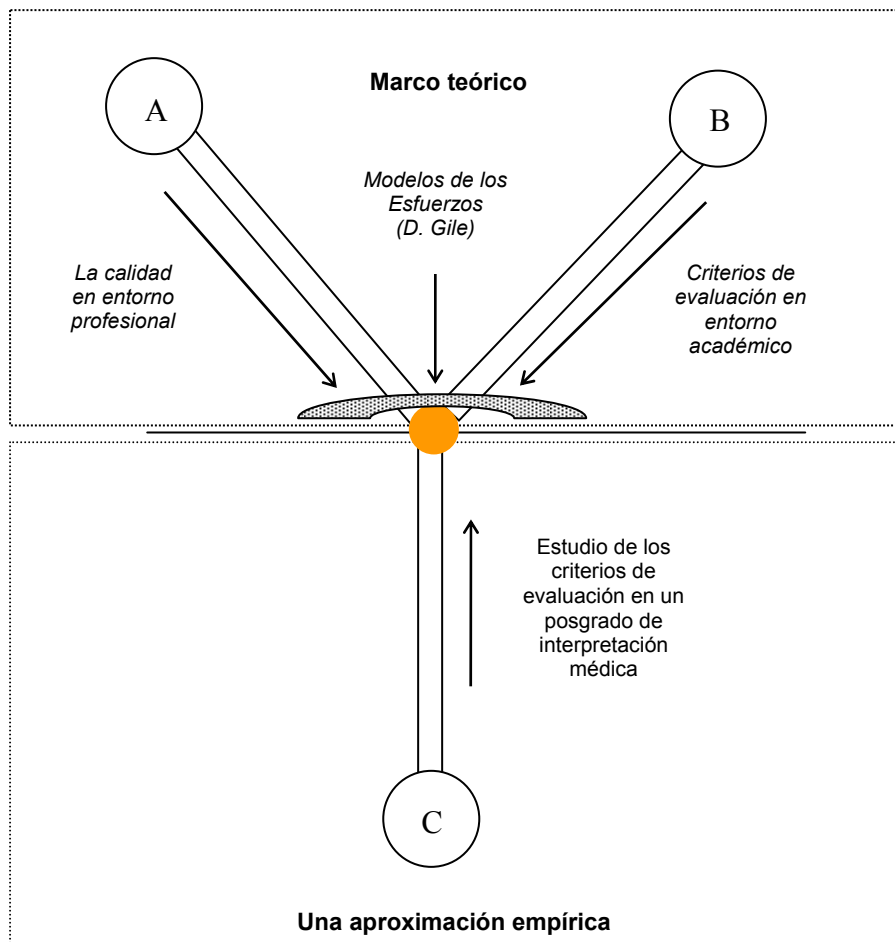 Marco teórico
A
B
Modelos de los
Esfuerzos
(D. Gile)
La calidad
en entorno
profesional
Criterios de
evaluación en
entorno
académico
Estudio de los
criterios de
evaluación en un
posgrado de
interpretación
médica
C
Una aproximación empírica